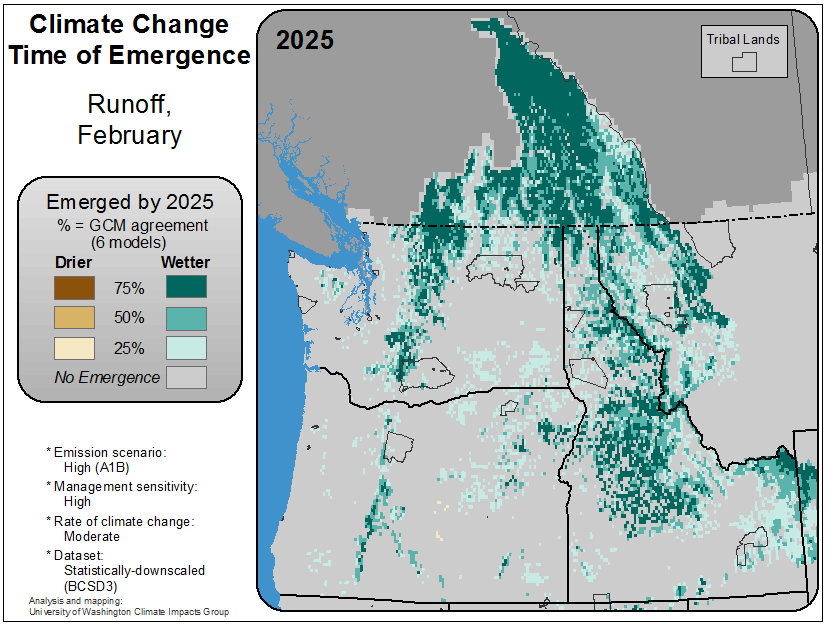 Climate Change
Time of Emergence
Runoff,
February
Emerged by 2025
% = GCM agreement
(6 models)
Drier Wetter
75%
50%
25%
No Emergence
* Emission scenario:
High (A1B)
* Management sensitivity:
High
* Rate of climate change:
Moderate
* Dataset:
Statistically-downscaled
(BCSD3)
Analysis and mapping:
University of Washington Climate Impacts Group
2025
Tribal Lands